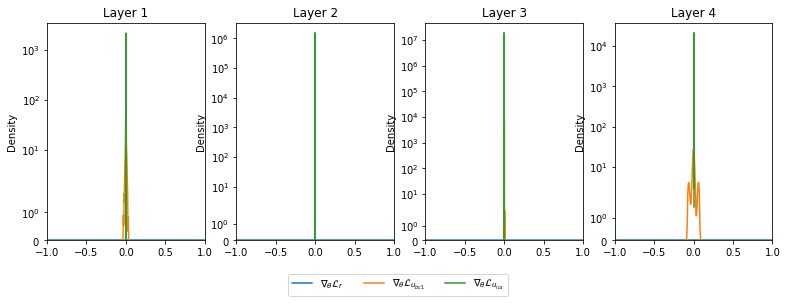 Layer 1 Layer 2 Layer 3 Layer 4
Density Density Density Density
10³ 10² 10¹ 10⁰ 0
10⁶ 10⁵ 10⁴ 10³ 10² 10¹ 10⁰ 0
10⁷ 10⁶ 10⁵ 10⁴ 10³ 10² 10¹ 10⁰ 0
10⁴ 10³ 10² 10¹ 10⁰ 0
−1.0 −0.5 0.0 0.5 1.0 −1.0 −0.5 0.0 0.5 1.0 −1.0 −0.5 0.0 0.5 1.0 −1.0 −0.5 0.0 0.5 1.0
∇θℒr ∇θℒu_bc1 ∇θℒu_ics